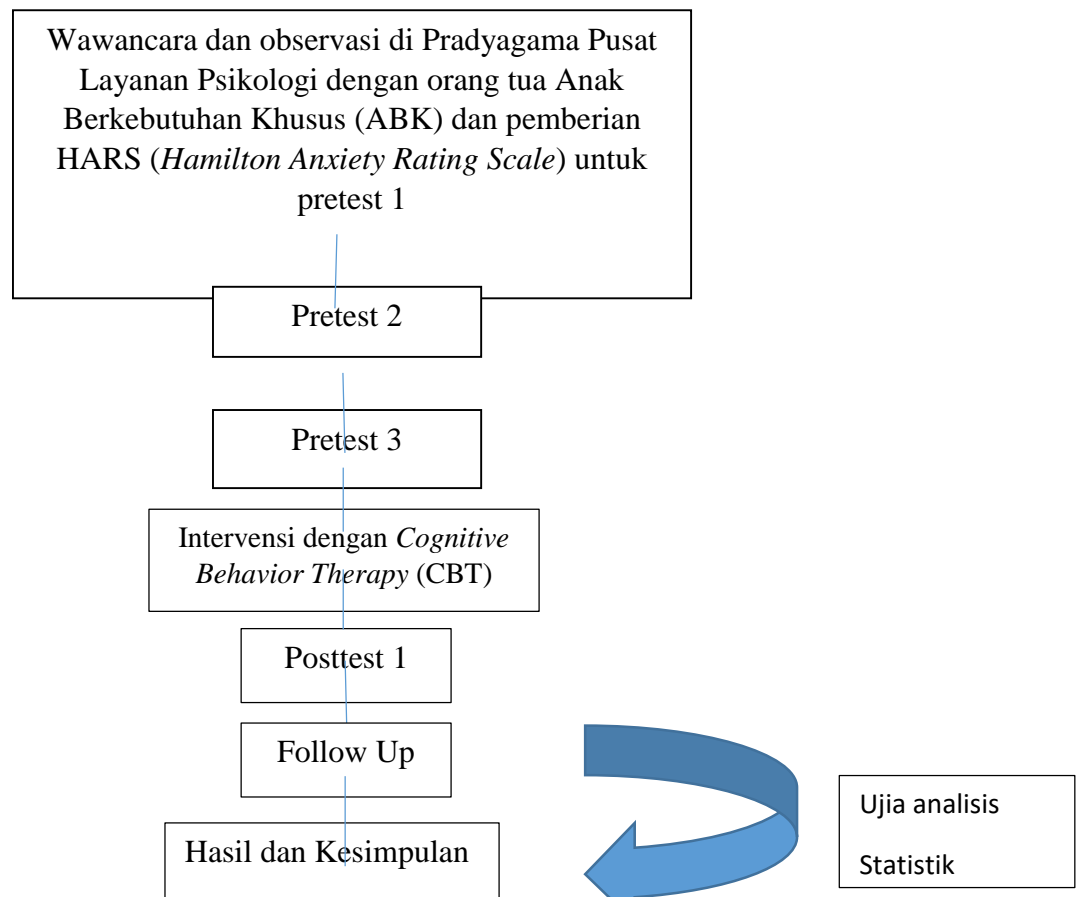 Wawancara dan observasi di Pradyagama Pusat
Layanan Psikologi dengan orang tua Anak
Berkebutuhan Khusus (ABK) dan pemberian
HARS (Hamilton Anxiety Rating Scale) untuk
pretest 1
Pretest 2
Pretest 3
Intervensi dengan Cognitive
Behavior Therapy (CBT)
Posttest 1
Follow Up
Hasil dan Kesimpulan
Ujia analisis
Statistik